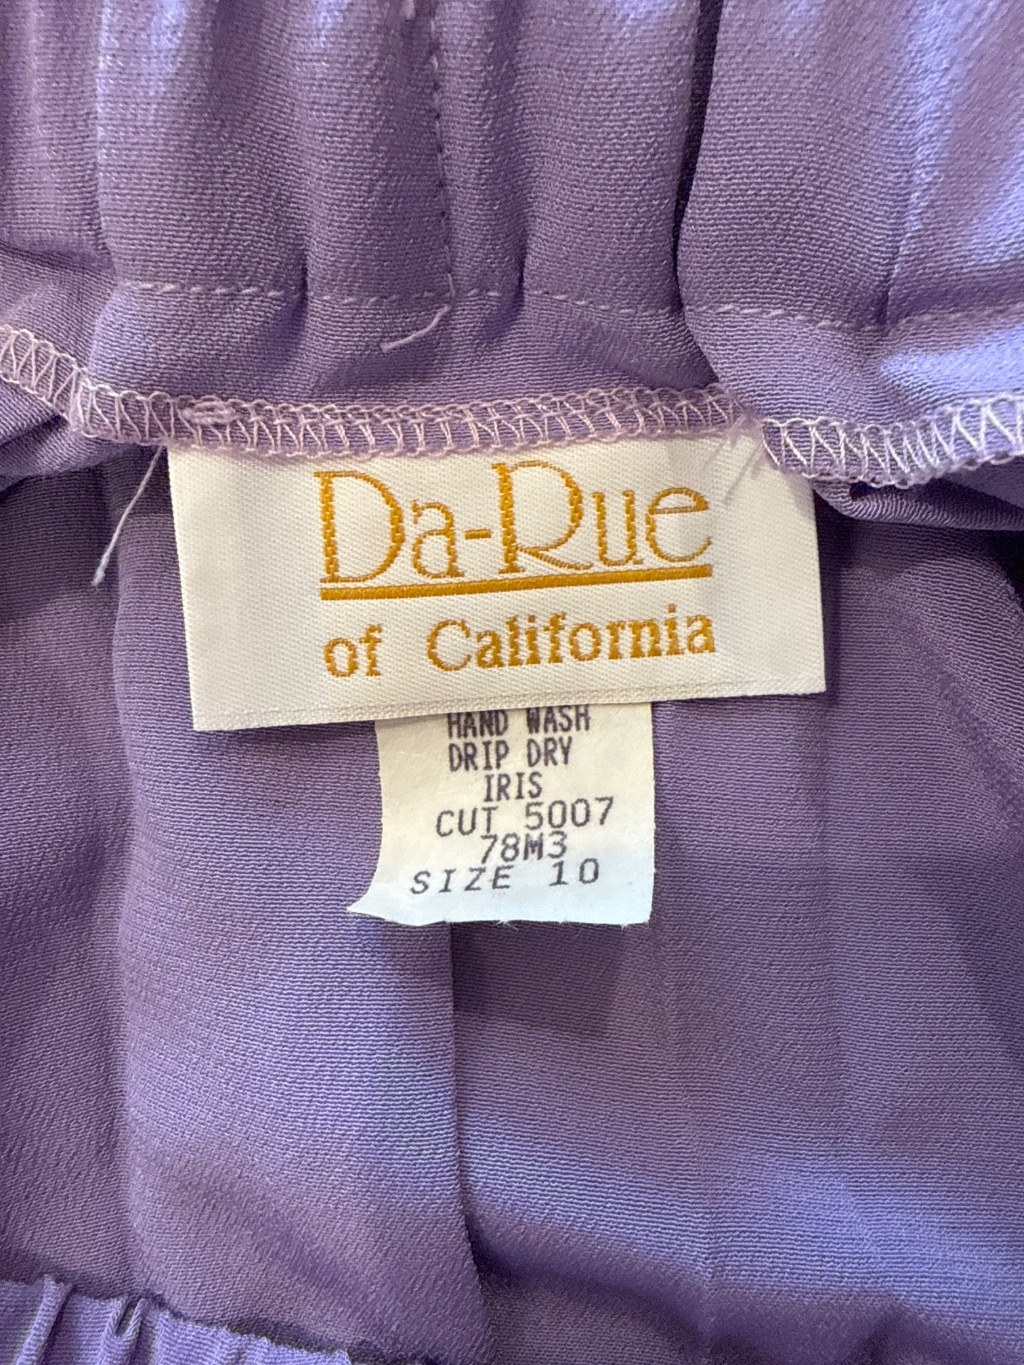 Da-Rue
of California
HAND WASH
DRIP DRY
IRIS
CUT 5007
78M3
SIZE 10